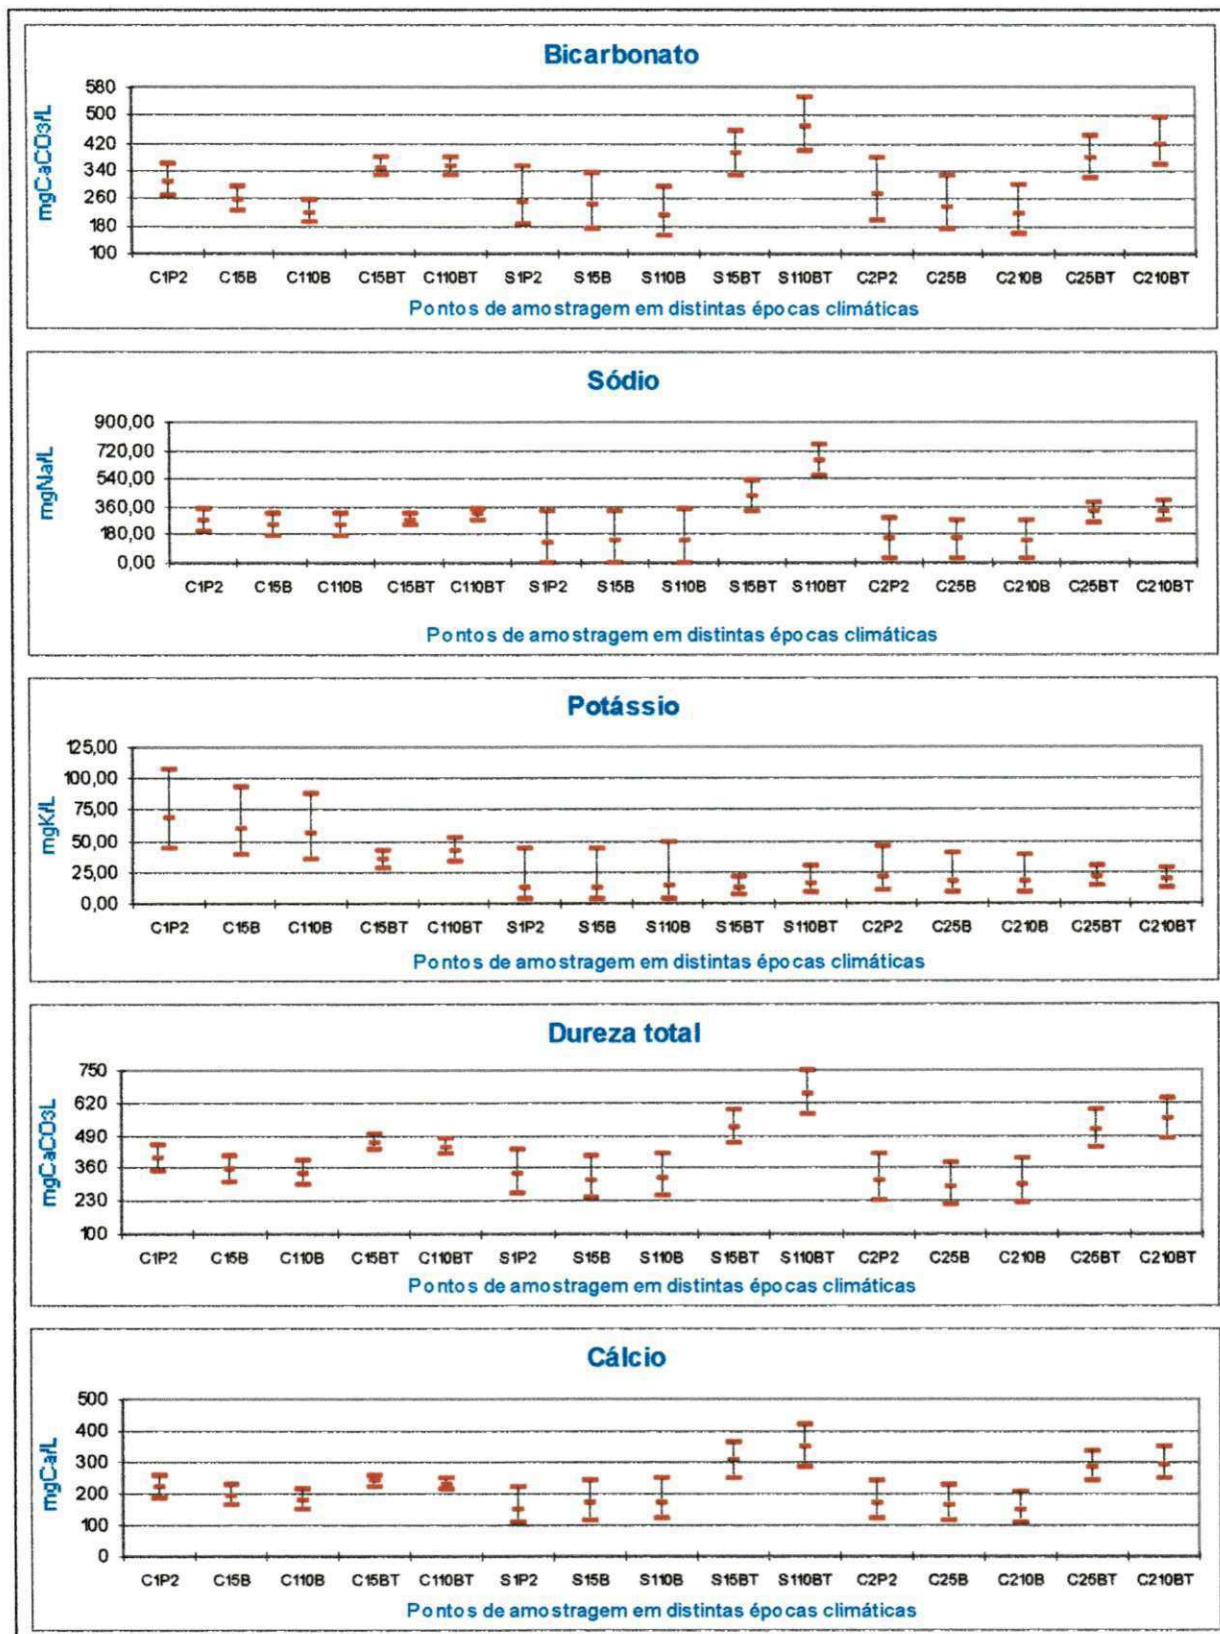 Bicarbonato
mgCaCO3/L
580
500
420
340
260
180
100
C1P2 C15B C110B C15BT C110BT S1P2 S15B S110B S15BT S110BT C2P2 C25B C210B C25BT C210BT
Pontos de amostragem em distintas épocas climáticas
Sódio
mgNa/L
900,00
720,00
540,00
360,00
180,00
0,00
C1P2 C15B C110B C15BT C110BT S1P2 S15B S110B S15BT S110BT C2P2 C25B C210B C25BT C210BT
Pontos de amostragem em distintas épocas climáticas
Potássio
mgK/L
125,00
100,00
75,00
50,00
25,00
0,00
C1P2 C15B C110B C15BT C110BT S1P2 S15B S110B S15BT S110BT C2P2 C25B C210B C25BT C210BT
Pontos de amostragem em distintas épocas climáticas
Dureza total
mgCaCO3L
750
620
490
360
230
100
C1P2 C15B C110B C15BT C110BT S1P2 S15B S110B S15BT S110BT C2P2 C25B C210B C25BT C210BT
Pontos de amostragem em distintas épocas climáticas
Cálcio
mgCa/L
500
400
300
200
100
0
C1P2 C15B C110B C15BT C110BT S1P2 S15B S110B S15BT S110BT C2P2 C25B C210B C25BT C210BT
Pontos de amostragem em distintas épocas climáticas